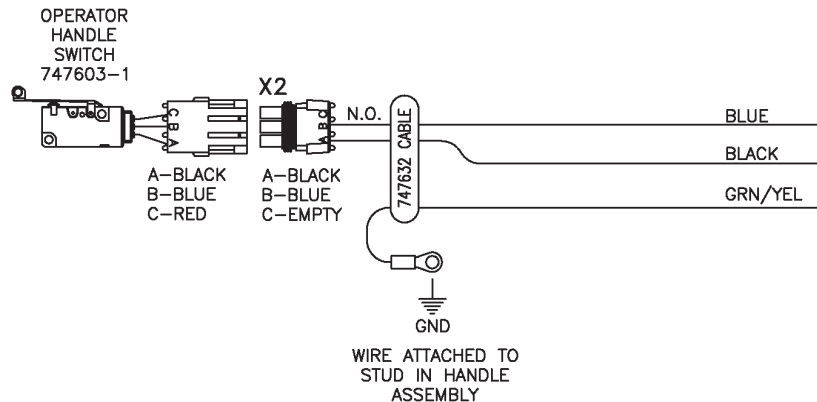 OPERATOR
HANDLE
SWITCH
747603-1
C
B
A
X2
C
B
A
N.O.
747632 CABLE
BLUE
BLACK
GRN/YEL
A-BLACK
B-BLUE
C-RED
A-BLACK
B-BLUE
C-EMPTY
GND
WIRE ATTACHED TO
STUD IN HANDLE
ASSEMBLY